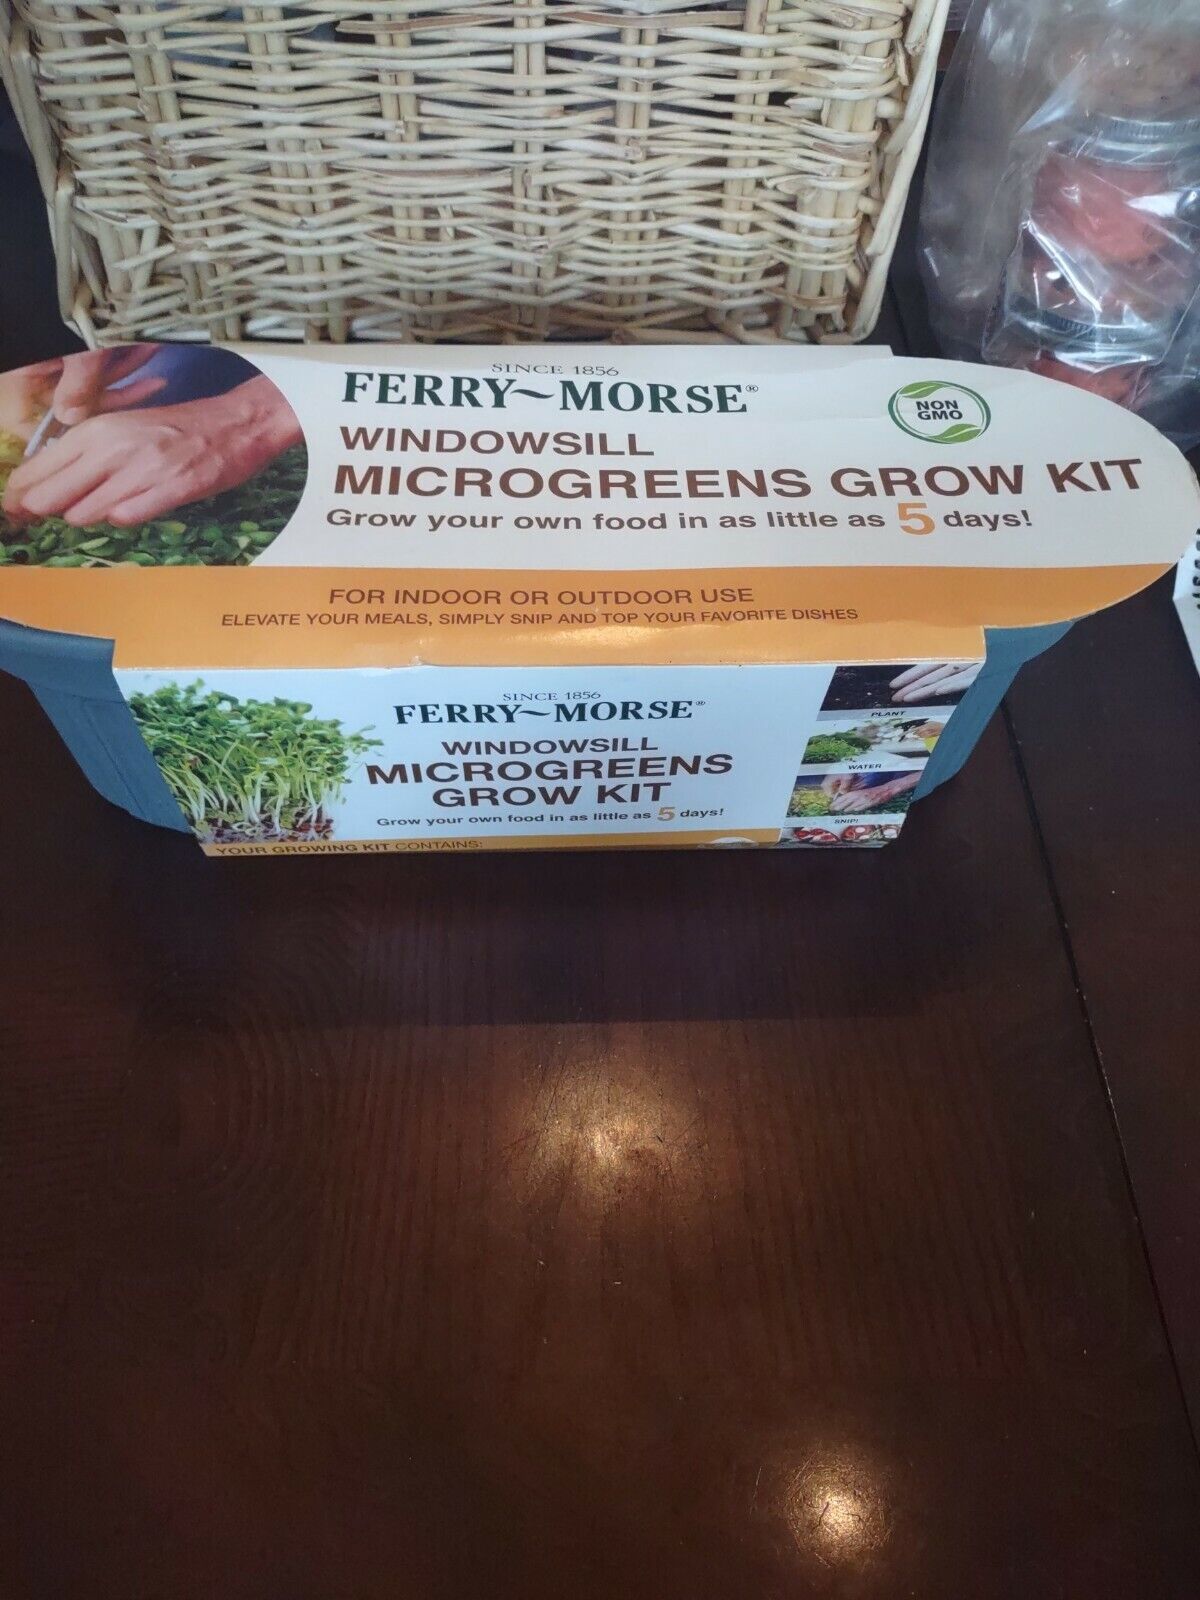 SINCE 1856
FERRY~MORSE®
NON
GMO
WINDOWSILL
MICROGREENS GROW KIT
Grow your own food in as little as 5 days!
FOR INDOOR OR OUTDOOR USE
ELEVATE YOUR MEALS, SIMPLY SNIP AND TOP YOUR FAVORITE DISHES
SINCE 1856
FERRY~MORSE®
WINDOWSILL
MICROGREENS
GROW KIT
Grow your own food in as little as 5 days!
PLANT
WATER
SNIP!
YOUR GROWING KIT CONTAINS: